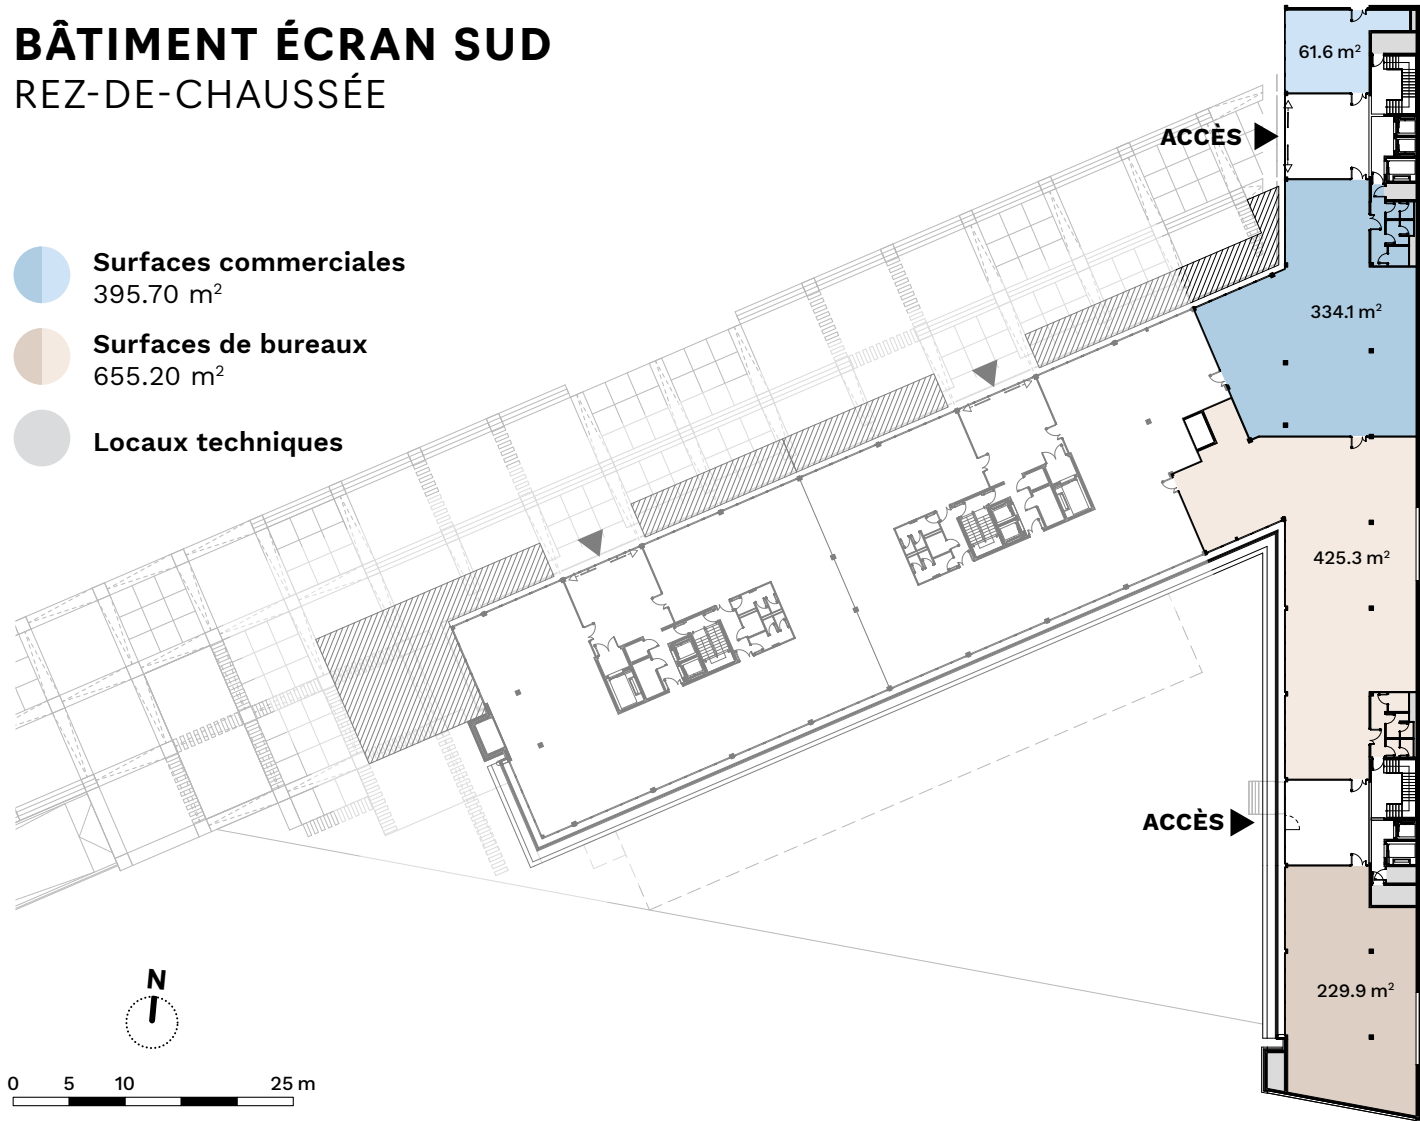 BÂTIMENT ÉCRAN SUD
REZ-DE-CHAUSSÉE
61.6 m²
ACCÈS
Surfaces commerciales
395.70 m²
334.1 m²
Surfaces de bureaux
655.20 m²
Locaux techniques
425.3 m²
ACCÈS
229.9 m²
N
0 5 10 25 m